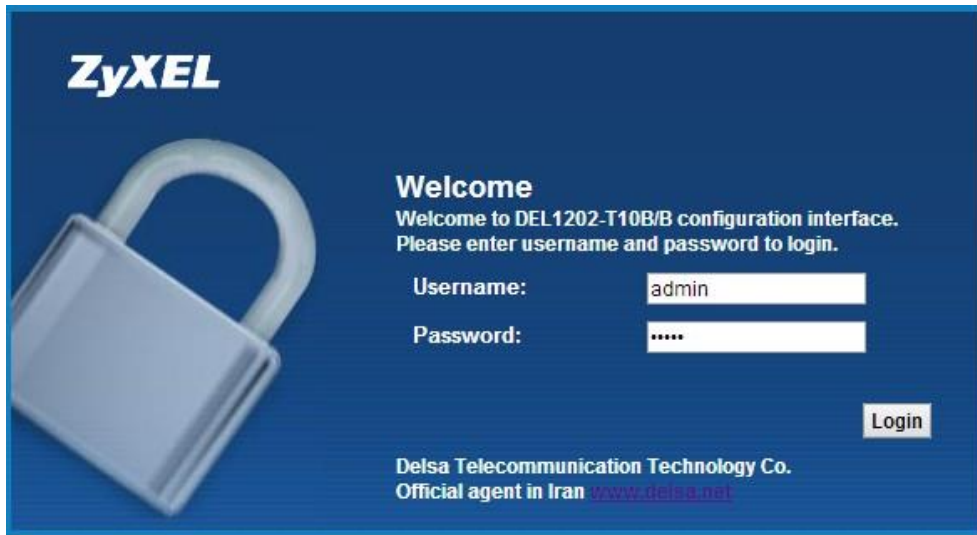 ZyXEL
Welcome
Welcome to DEL1202-T10B/B configuration interface.
Please enter username and password to login.
Username: admin
Password: •••••
Login
Delsa Telecommunication Technology Co.
Official agent in Iran www.delsa.net